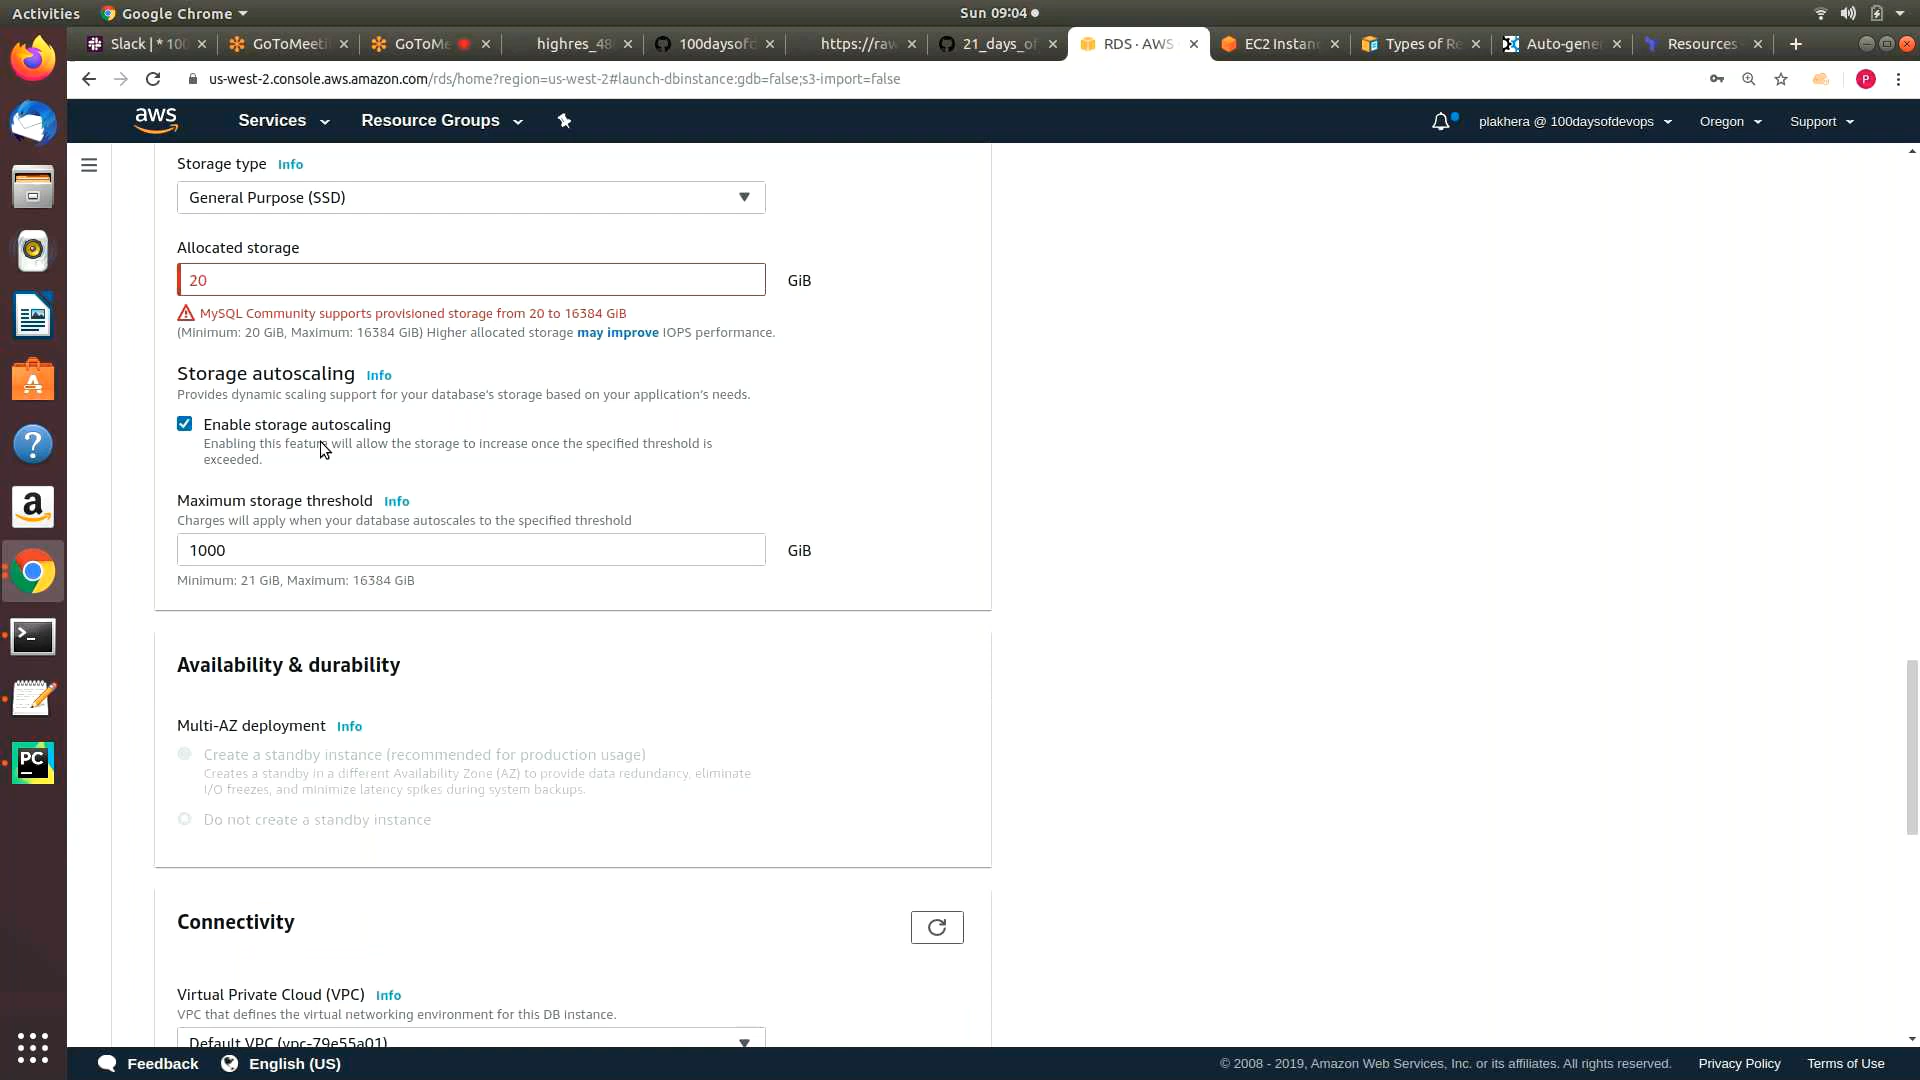 Activities
Google Chrome
Sun 09:04
Slack | * 100
GoToMeeti
GoToMe
highres_48
100daysofd
https://raw
21_days_of
RDS · AWS
EC2 Instan
Types of Re
Auto-gene
Resources
us-west-2.console.aws.amazon.com/rds/home?region=us-west-2#launch-dbinstance:gdb=false;s3-import=false
P
aws
Services
Resource Groups
plakhera @ 100daysofdevops
Oregon
Support
Storage type Info
General Purpose (SSD)
Allocated storage
20
GiB
MySQL Community supports provisioned storage from 20 to 16384 GiB
(Minimum: 20 GiB, Maximum: 16384 GiB) Higher allocated storage may improve IOPS performance.
Storage autoscaling Info
Provides dynamic scaling support for your database's storage based on your application's needs.
Enable storage autoscaling
Enabling this feature will allow the storage to increase once the specified threshold is
exceeded.
Maximum storage threshold Info
Charges will apply when your database autoscales to the specified threshold
1000
GiB
Minimum: 21 GiB, Maximum: 16384 GiB
Availability & durability
Multi-AZ deployment Info
Create a standby instance (recommended for production usage)
Creates a standby in a different Availability Zone (AZ) to provide data redundancy, eliminate
I/O freezes, and minimize latency spikes during system backups.
Do not create a standby instance
Connectivity
Virtual Private Cloud (VPC) Info
VPC that defines the virtual networking environment for this DB instance.
Default VPC (vpc-79e55a01)
Feedback
English (US)
© 2008 - 2019, Amazon Web Services, Inc. or its affiliates. All rights reserved.
Privacy Policy
Terms of Use
PC